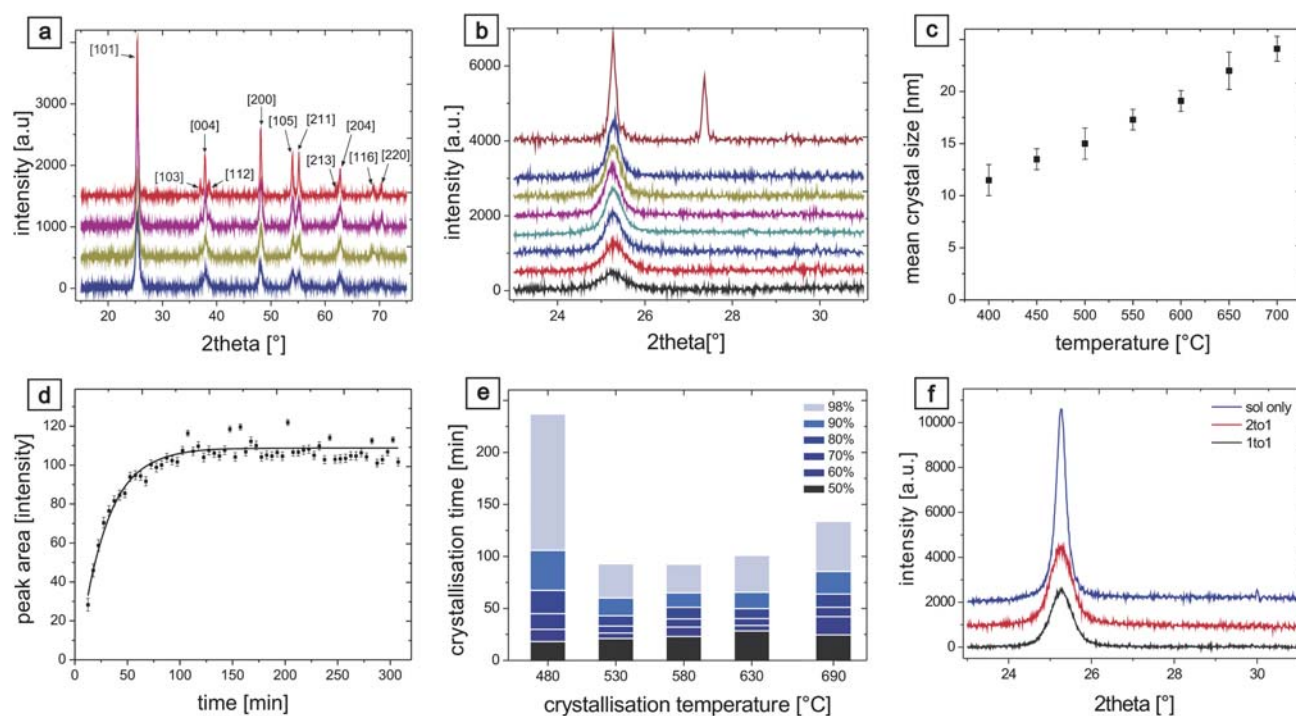 a
[101]
[004]
[200]
[105]
[211]
[204]
[213]
[116]
[220]
[103]
[112]
3000
2000
1000
0
intensity [a.u]
20 30 40 50 60 70
2theta [°]
b
6000
4000
2000
0
intensity [a.u.]
24 26 28 30
2theta[°]
c
25
20
15
10
5
0
mean crystal size [nm]
400 450 500 550 600 650 700
temperature [°C]
d
120
100
80
60
40
20
0
peak area [intensity]
0 50 100 150 200 250 300
time [min]
e
98%
90%
80%
70%
60%
50%
200
150
100
50
0
crystallisation time [min]
480 530 580 630 690
crystallisation temperature [°C]
f
sol only
2to1
1to1
10000
8000
6000
4000
2000
0
intensity [a.u.]
24 26 28 30
2theta [°]